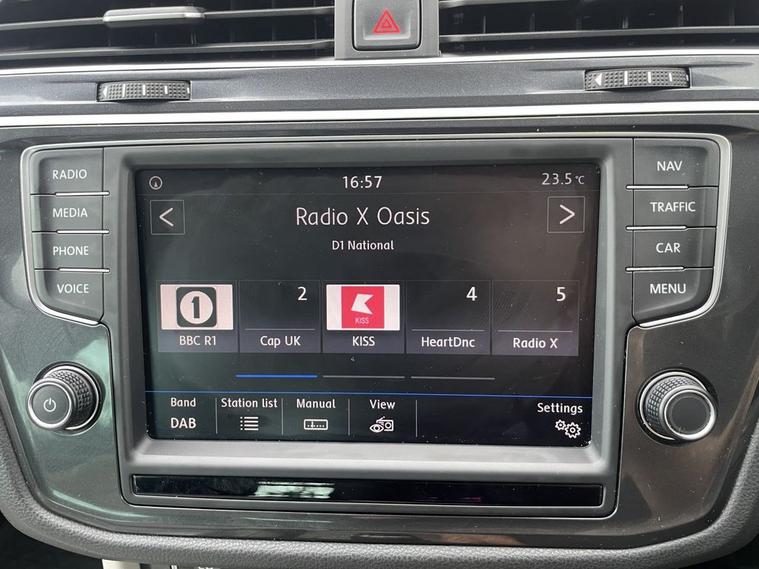 RADIO
MEDIA
PHONE
VOICE
NAV
TRAFFIC
CAR
MENU
16:57
23.5 °C
< Radio X Oasis >
D1 National
1 2 KISS 4 5
BBC R1 Cap UK KISS HeartDnc Radio X
Band Station list Manual View Settings
DAB